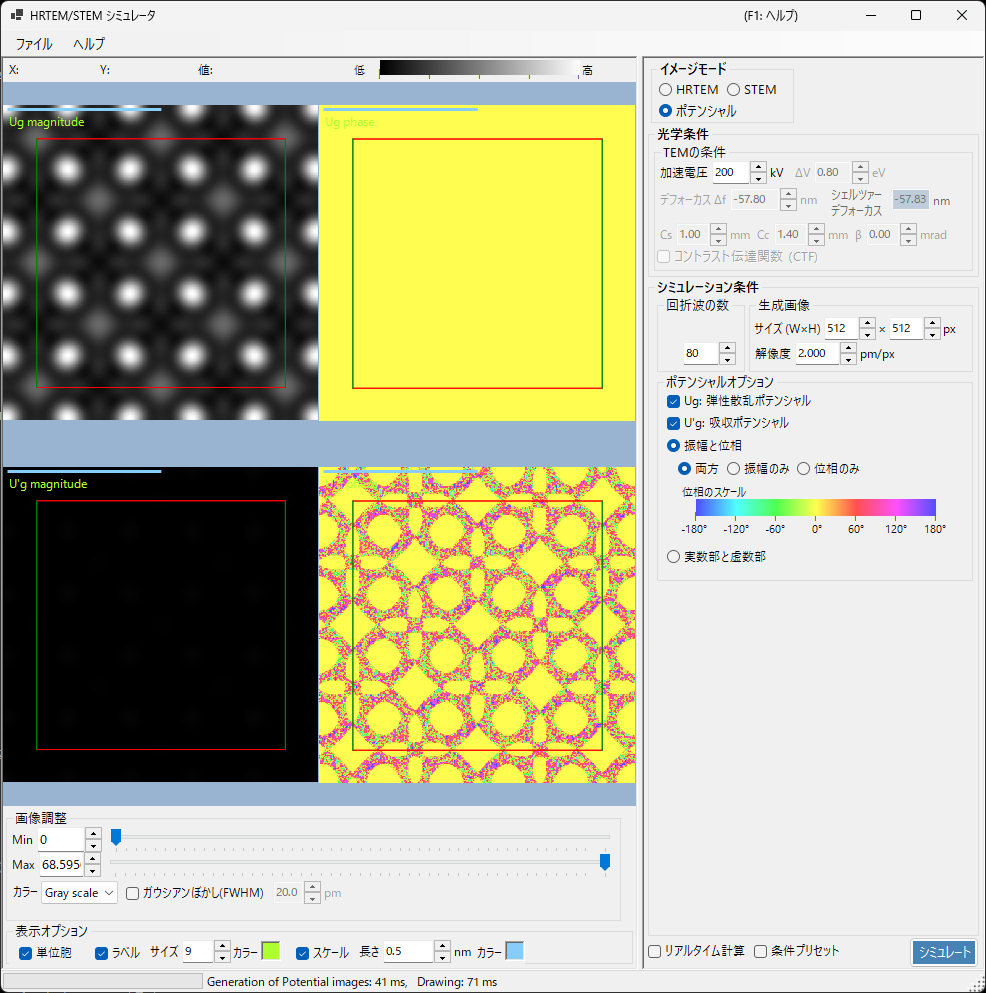 HRTEM/STEM シミュレータ (F1: ヘルプ)
ファイル ヘルプ
X: Y: 値: 低 高
Ug magnitude
Ug phase
U'g magnitude
画像調整
Min 0
Max 68.595
カラー Gray scale ガウシアンぼかし(FWHM) 20.0 pm
表示オプション
単位胞 ラベル サイズ 9 カラー スケール 長さ 0.5 nm カラー
Generation of Potential images: 41 ms, Drawing: 71 ms
イメージモード
HRTEM STEM
ポテンシャル
光学条件
TEMの条件
加速電圧 200 kV ΔV 0.80 eV
デフォーカス Δf -57.80 nm シェルツァー デフォーカス -57.83 nm
Cs 1.00 mm Cc 1.40 mm β 0.00 mrad
コントラスト伝達関数 (CTF)
シミュレーション条件
回折波の数
80
生成画像
サイズ (W×H) 512 × 512 px
解像度 2.000 pm/px
ポテンシャルオプション
Ug: 弾性散乱ポテンシャル
U'g: 吸収ポテンシャル
振幅と位相
両方 振幅のみ 位相のみ
位相のスケール
-180° -120° -60° 0° 60° 120° 180°
実数部と虚数部
リアルタイム計算 条件プリセット シミュレート